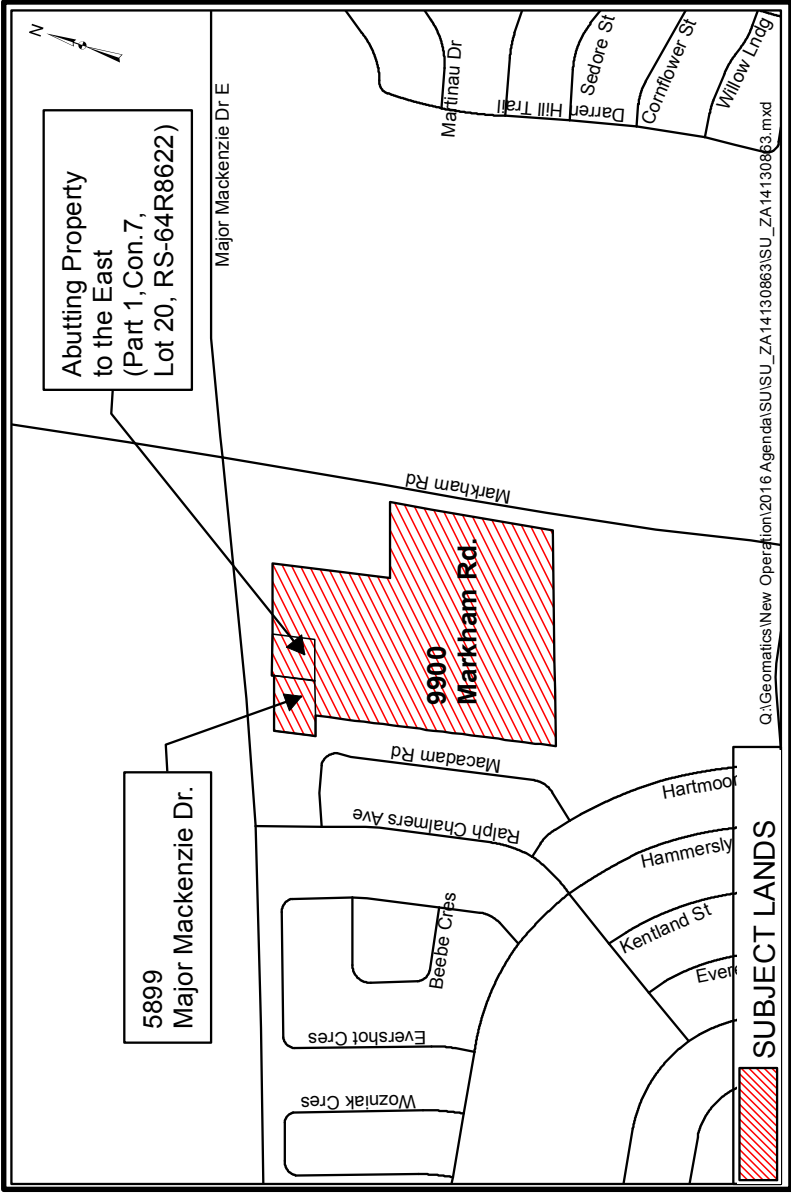 N
Abutting Property
to the East
(Part 1,Con.7,
Lot 20, RS-64R8622)
5899
Major Mackenzie Dr.
Major Mackenzie Dr E
Markham Rd
9900
Markham Rd.
Macadam Rd
Ralph Chalmers Ave
Beebe Cres
Evershot Cres
Wozniak Cres
Hartmoor
Hammersly
Kentland St
Evere
Martinau Dr
Darren Hill Trail
Sedore St
Cornflower St
Willow Lndg
SUBJECT LANDS
Q:\Geomatics\New Operation\2016 Agenda\SU\SU_ZA14130863\SU_ZA14130863.mxd